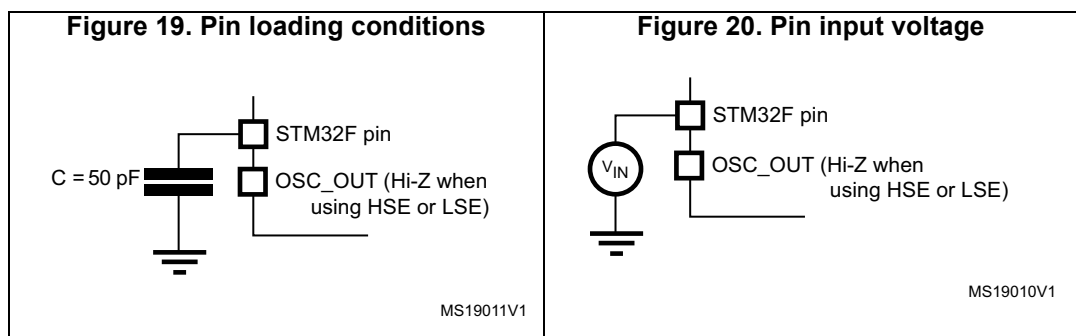 Figure 19. Pin loading conditions
STM32F pin
C = 50 pF
OSC_OUT (Hi-Z when
using HSE or LSE)
MS19011V1
Figure 20. Pin input voltage
STM32F pin
VIN
OSC_OUT (Hi-Z when
using HSE or LSE)
MS19010V1